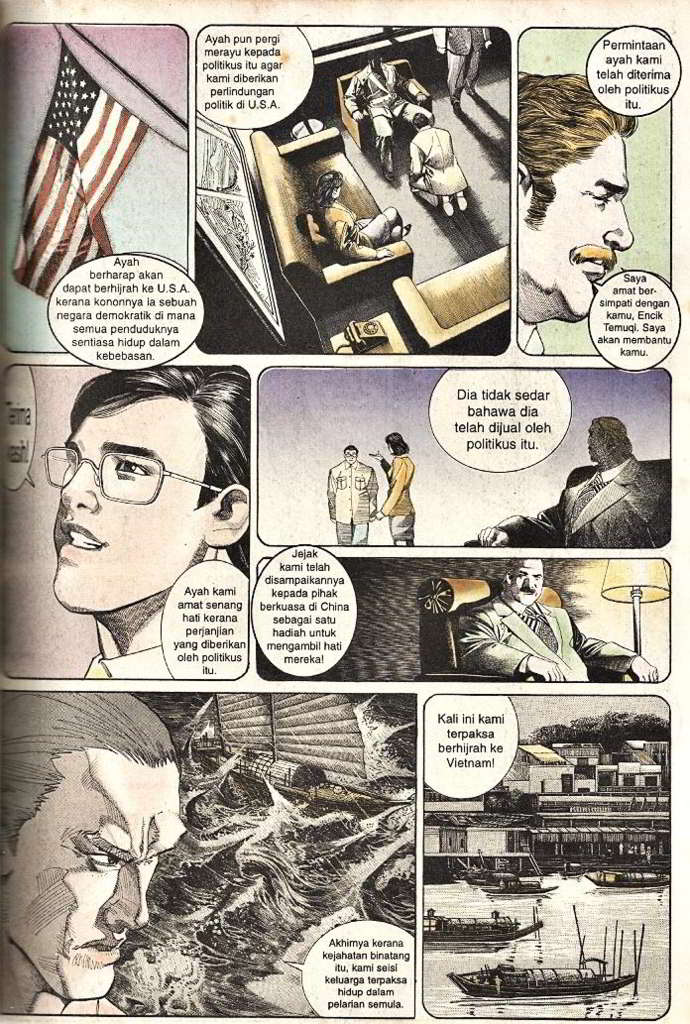 Ayah
berharap akan
dapat berhijrah ke U.S.A.
kerana kononnya ia sebuah
negara demokratik di mana
semua penduduknya
sentiasa hidup dalam
kebebasan.
Ayah pun pergi
merayu kepada
politikus itu agar
kami diberikan
perlindungan
politik di U.S.A.
Permintaan
ayah kami
telah diterima
oleh politikus
itu.
Saya
amat ber-
simpati dengan
kamu, Encik
Temuqi. Saya
akan membantu
kamu.
Ayah kami
amat senang
hati kerana
perjanjian
yang diberikan
oleh politikus
itu.
Dia tidak sedar
bahawa dia
telah dijual oleh
politikus itu.
Jejak
kami telah
disampaikannya
kepada pihak
berkuasa di China
sebagai satu
hadiah untuk
mengambil hati
mereka!
Akhirnya kerana
kejahatan binatang
itu, kami seisi
keluarga terpaksa
hidup dalam
pelarian semula.
Kali ini kami
terpaksa
berhijrah ke
Vietnam!